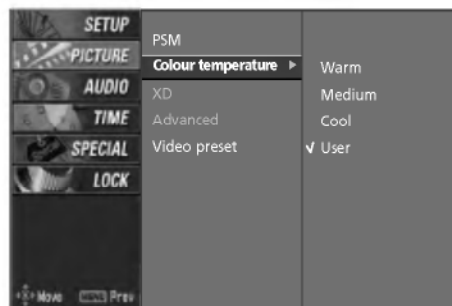 SETUP
PICTURE
AUDIO
TIME
SPECIAL
LOCK
PSM
Colour temperature
XD
Advanced
Video preset
Warm
Medium
Cool
User
Move MENU Prev